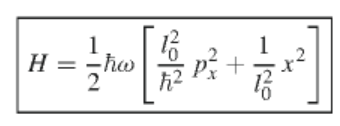 H = \frac{1}{2} \hbar\omega \left[ \frac{l_0^2}{\hbar^2} p_x^2 + \frac{1}{l_0^2} x^2 \right]